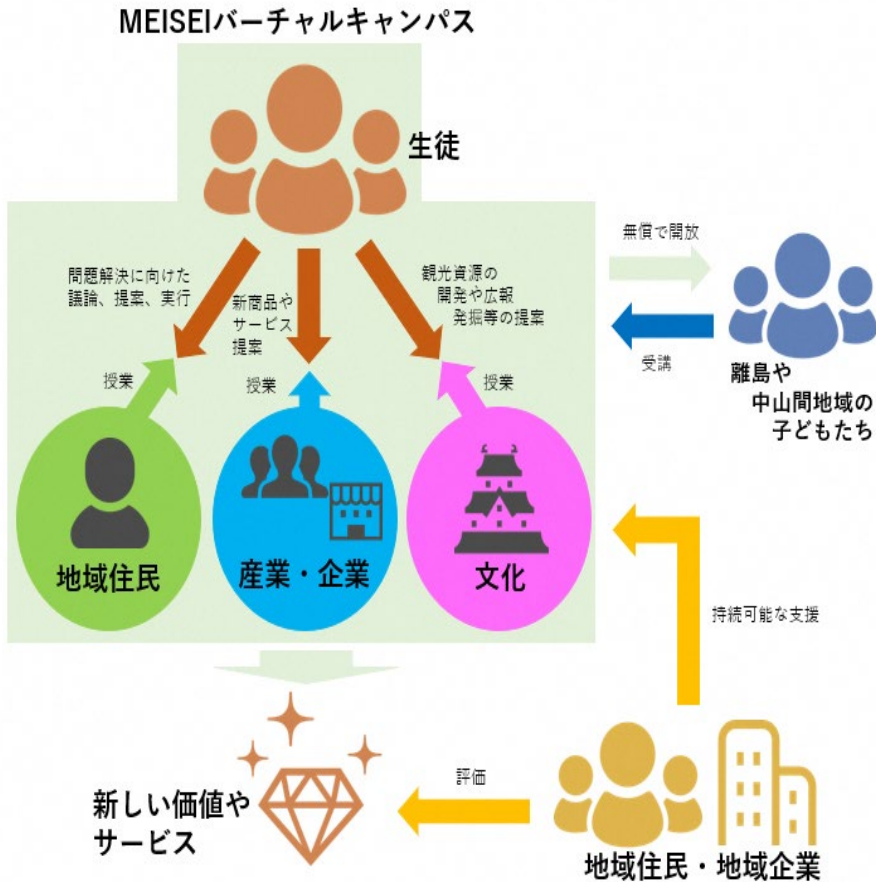 MEISEIバーチャルキャンパス
生徒
問題解決に向けた
議論、提案、実行
新商品や
サービス
提案
観光資源の
開発や広報
発掘等の提案
無償で開放
受講
離島や
中山間地域の
子どもたち
授業
授業
授業
地域住民
産業・企業
文化
持続可能な支援
新しい価値や
サービス
評価
地域住民・地域企業